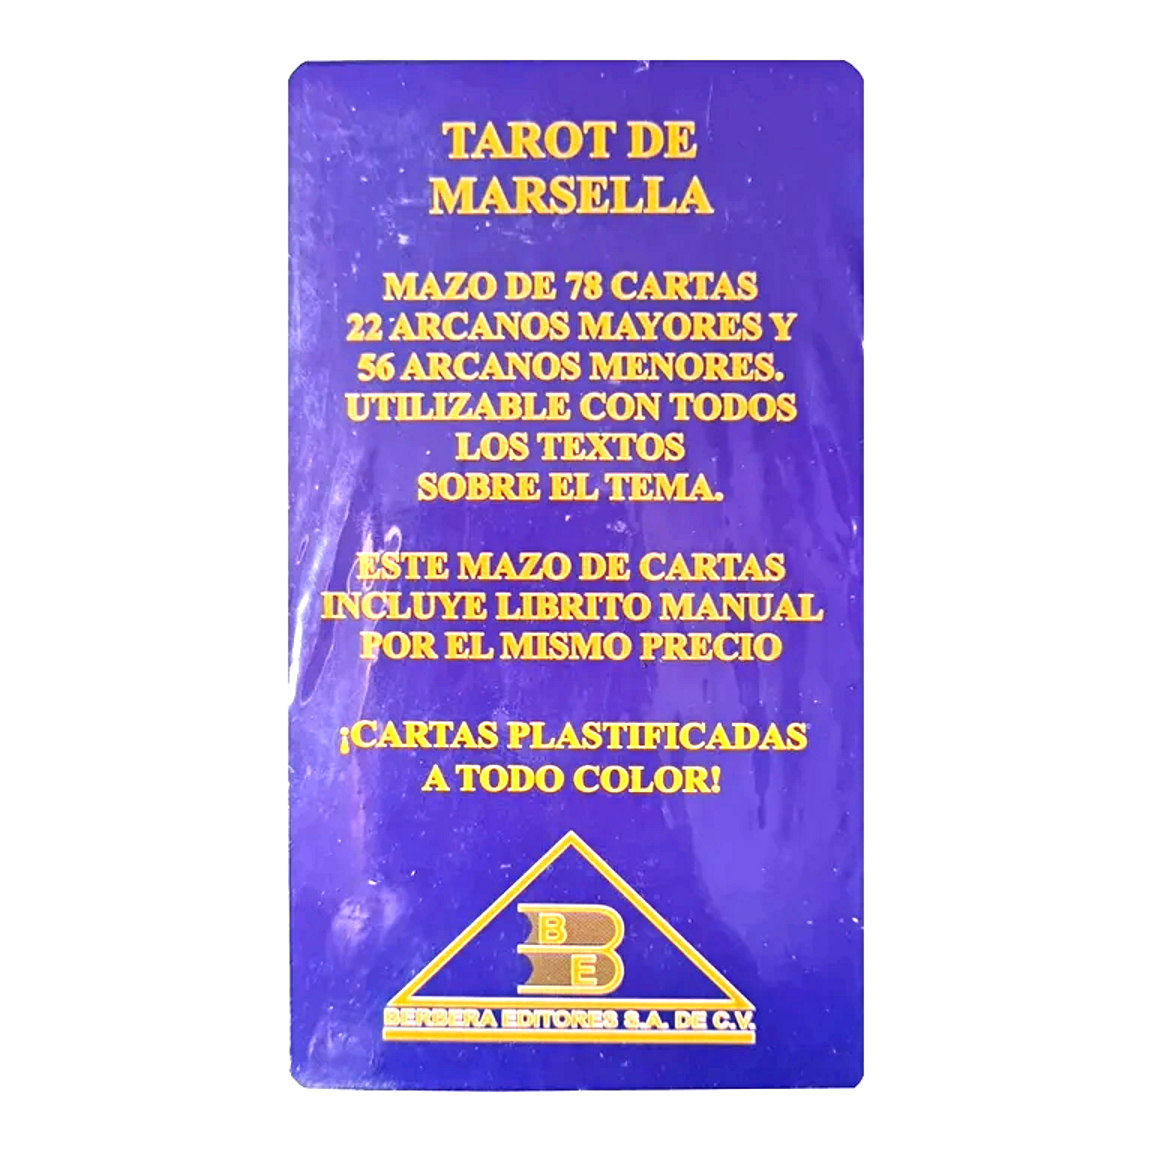 TAROT DE
MARSELLA
MAZO DE 78 CARTAS
22 ARCANOS MAYORES Y
56 ARCANOS MENORES.
UTILIZABLE CON TODOS
LOS TEXTOS
SOBRE EL TEMA.
ESTE MAZO DE CARTAS
INCLUYE LIBRITO MANUAL
POR EL MISMO PRECIO
¡CARTAS PLASTIFICADAS
A TODO COLOR!
B
E
BERBERA EDITORES S.A. DE C.V.